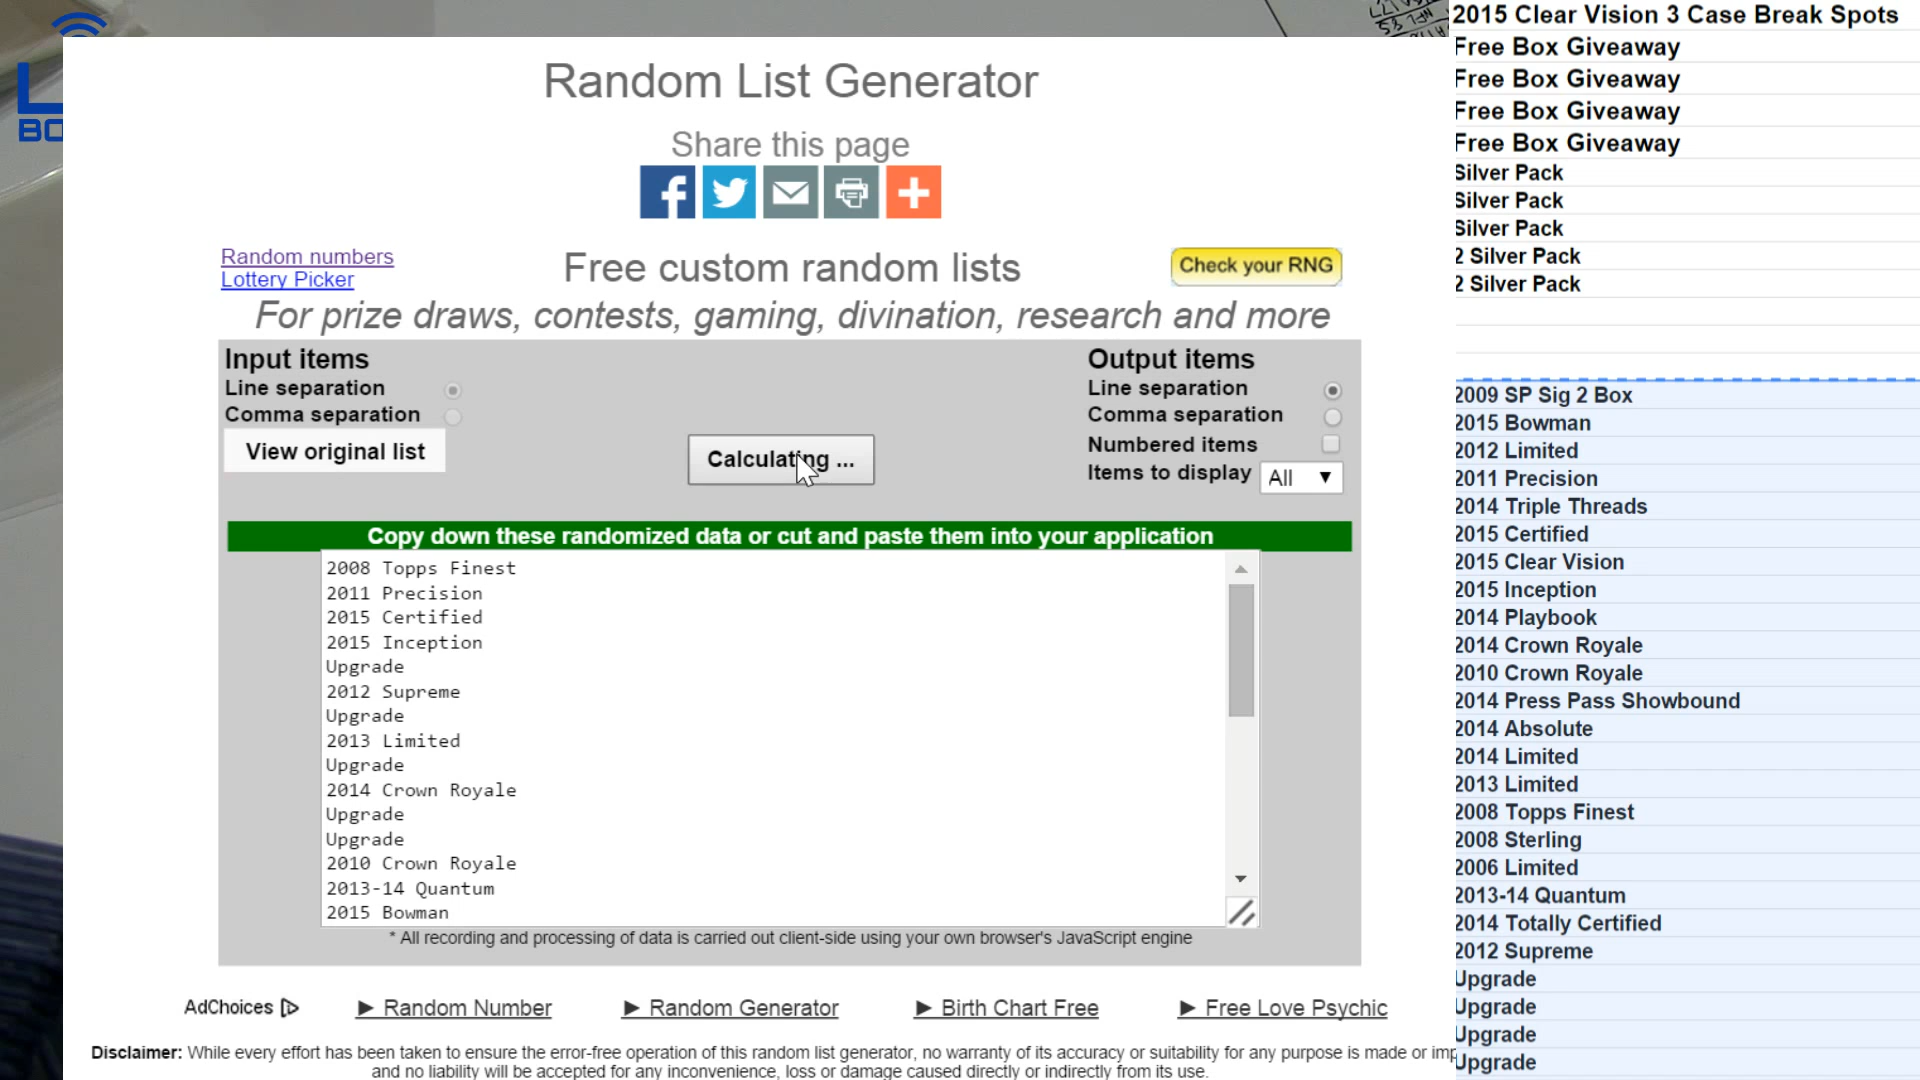 Random List Generator
Share this page
Random numbers
Lottery Picker
Free custom random lists
Check your RNG
For prize draws, contests, gaming, divination, research and more
Input items
Line separation
Comma separation
View original list
Calculating ...
Output items
Line separation
Comma separation
Numbered items
Items to display All
Copy down these randomized data or cut and paste them into your application
2008 Topps Finest
2011 Precision
2015 Certified
2015 Inception
Upgrade
2012 Supreme
Upgrade
2013 Limited
Upgrade
2014 Crown Royale
Upgrade
Upgrade
2010 Crown Royale
2013-14 Quantum
2015 Bowman
* All recording and processing of data is carried out client-side using your own browser's JavaScript engine
AdChoices
► Random Number
► Random Generator
► Birth Chart Free
► Free Love Psychic
Disclaimer: While every effort has been taken to ensure the error-free operation of this random list generator, no warranty of its accuracy or suitability for any purpose is made or imp
and no liability will be accepted for any inconvenience, loss or damage caused directly or indirectly from its use.
2015 Clear Vision 3 Case Break Spots
Free Box Giveaway
Free Box Giveaway
Free Box Giveaway
Free Box Giveaway
Silver Pack
Silver Pack
Silver Pack
2 Silver Pack
2 Silver Pack
2009 SP Sig 2 Box
2015 Bowman
2012 Limited
2011 Precision
2014 Triple Threads
2015 Certified
2015 Clear Vision
2015 Inception
2014 Playbook
2014 Crown Royale
2010 Crown Royale
2014 Press Pass Showbound
2014 Absolute
2014 Limited
2013 Limited
2008 Topps Finest
2008 Sterling
2006 Limited
2013-14 Quantum
2014 Totally Certified
2012 Supreme
Upgrade
Upgrade
Upgrade
Upgrade